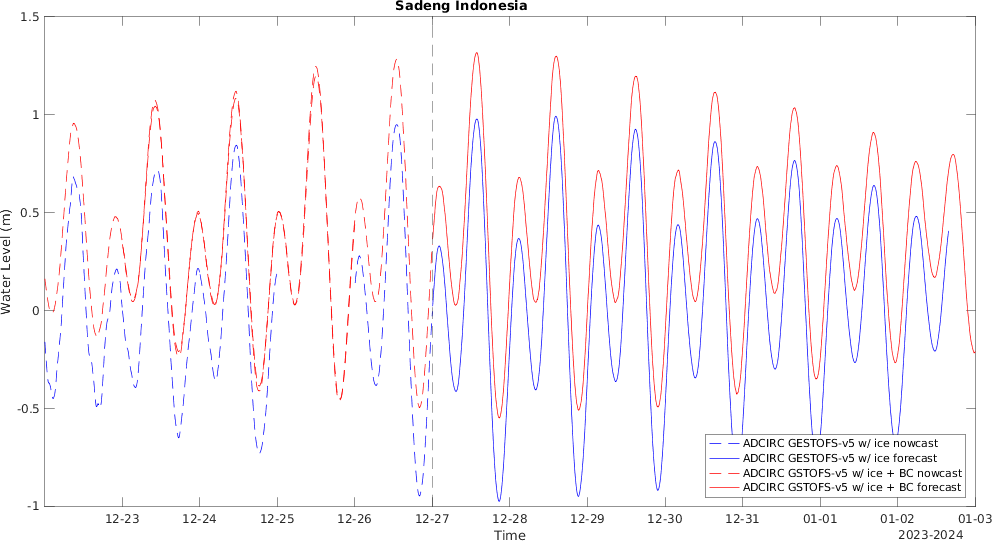 Sadeng Indonesia
Water Level (m)
1.5
1
0.5
0
-0.5
-1
12-23
12-24
12-25
12-26
12-27
12-28
12-29
12-30
12-31
01-01
01-02
01-03
Time
2023-2024
ADCIRC GESTOFS-v5 w/ ice nowcast
ADCIRC GESTOFS-v5 w/ ice forecast
ADCIRC GSTOFS-v5 w/ ice + BC nowcast
ADCIRC GSTOFS-v5 w/ ice + BC forecast